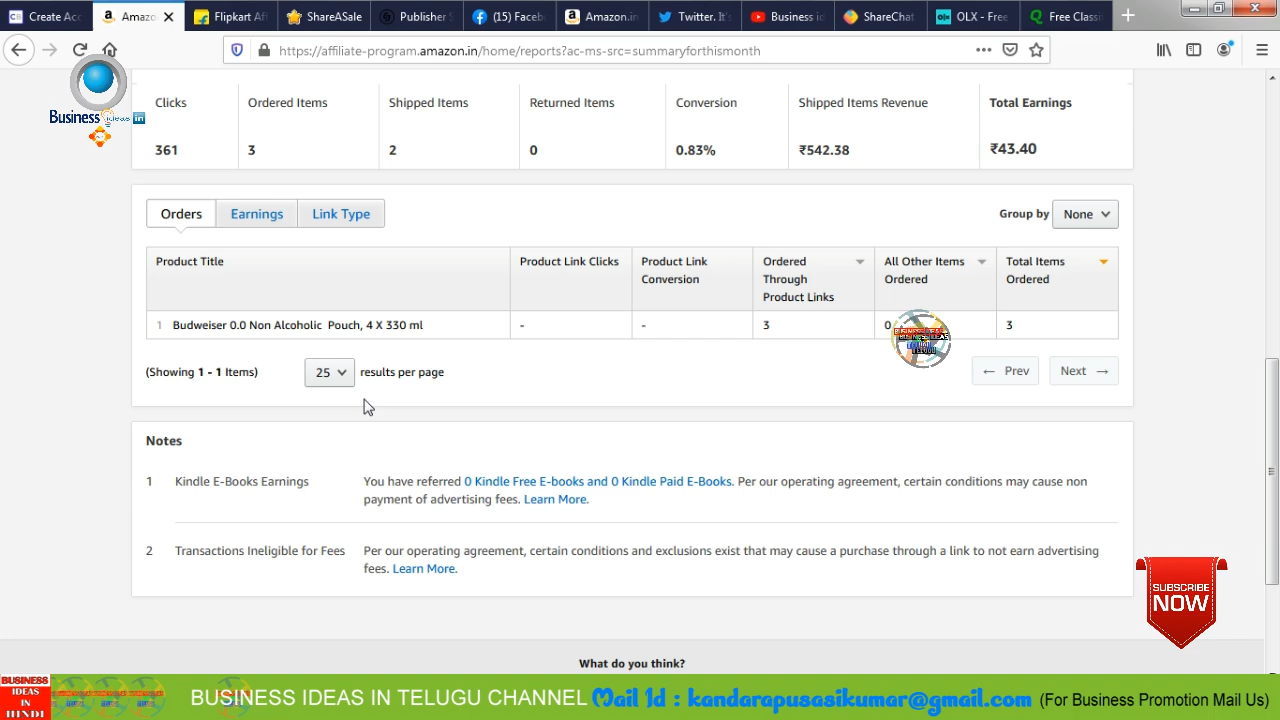 Create Acc
Amazo
Flipkart Aff
ShareASale
Publisher S
(15) Faceb
Amazon.in
Twitter. It's
Business id
ShareChat
OLX - Free
Free Classi
https://affiliate-program.amazon.in/home/reports?ac-ms-src=summaryforthismonth
Business ideas in
Clicks Ordered Items Shipped Items Returned Items Conversion Shipped Items Revenue Total Earnings
361 3 2 0 0.83% ₹542.38 ₹43.40
Orders Earnings Link Type Group by None
Product Title Product Link Clicks Product Link Conversion Ordered Through Product Links All Other Items Ordered Total Items Ordered
1 Budweiser 0.0 Non Alcoholic Pouch, 4 X 330 ml - - 3 0 3
BUSINESS IDEAS
TELUGU
(Showing 1 - 1 Items) 25 results per page ← Prev Next →
Notes
1 Kindle E-Books Earnings You have referred 0 Kindle Free E-books and 0 Kindle Paid E-Books. Per our operating agreement, certain conditions may cause non
payment of advertising fees. Learn More.
2 Transactions Ineligible for Fees Per our operating agreement, certain conditions and exclusions exist that may cause a purchase through a link to not earn advertising
fees. Learn More.
SUBSCRIBE
NOW
What do you think?
BUSINESS
IDEAS
IN
HINDI
BUSINESS IDEAS IN TELUGU CHANNEL Mail Id : kandarapusasikumar@gmail.com (For Business Promotion Mail Us)